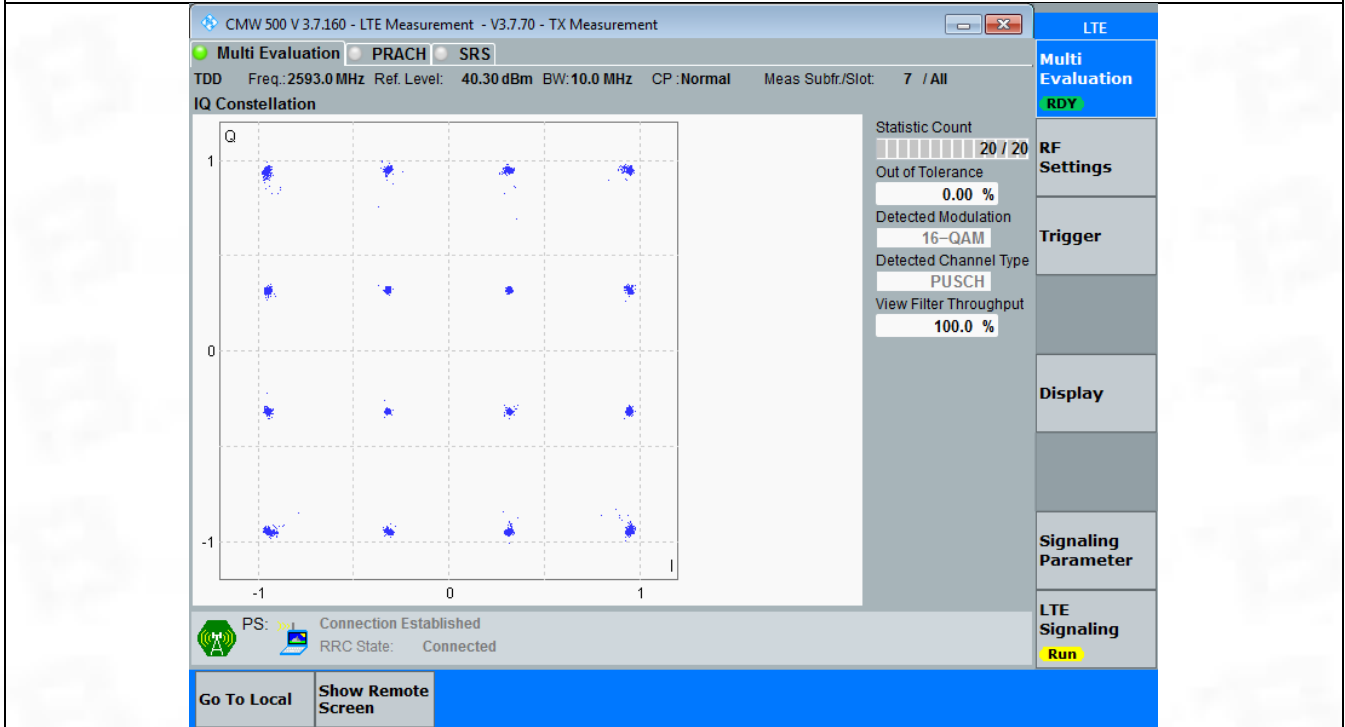 CMW 500 V 3.7.160 - LTE Measurement - V3.7.70 - TX Measurement
LTE
Multi Evaluation PRACH SRS
TDD Freq.:2593.0 MHz Ref. Level: 40.30 dBm BW:10.0 MHz CP :Normal Meas Subfr./Slot: 7 / All
IQ Constellation
Q
1
0
-1
-1 0 1
I
Statistic Count
20 / 20
Out of Tolerance
0.00 %
Detected Modulation
16-QAM
Detected Channel Type
PUSCH
View Filter Throughput
100.0 %
Multi
Evaluation
RDY
RF
Settings
Trigger
Display
Signaling
Parameter
LTE
Signaling
Run
PS: Connection Established
RRC State: Connected
Go To Local
Show Remote
Screen